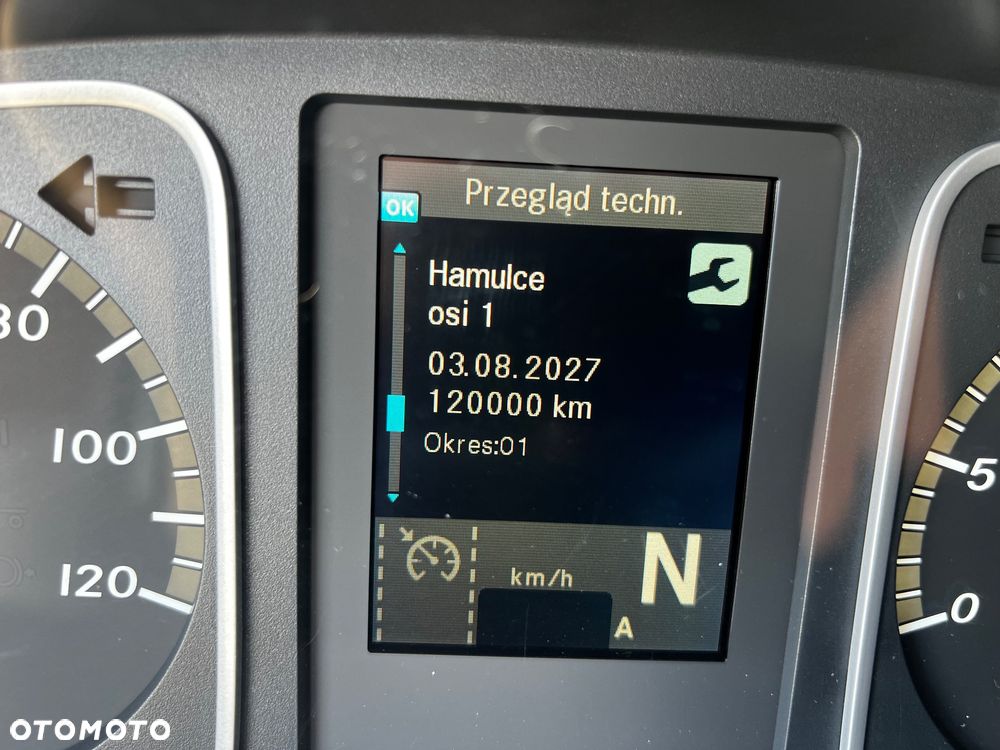 Przegląd techn.
OK
Hamulce
osi 1
03.08.2027
120000 km
Okres:01
km/h
N
A
80
100
120
5
0
OTOMOTO